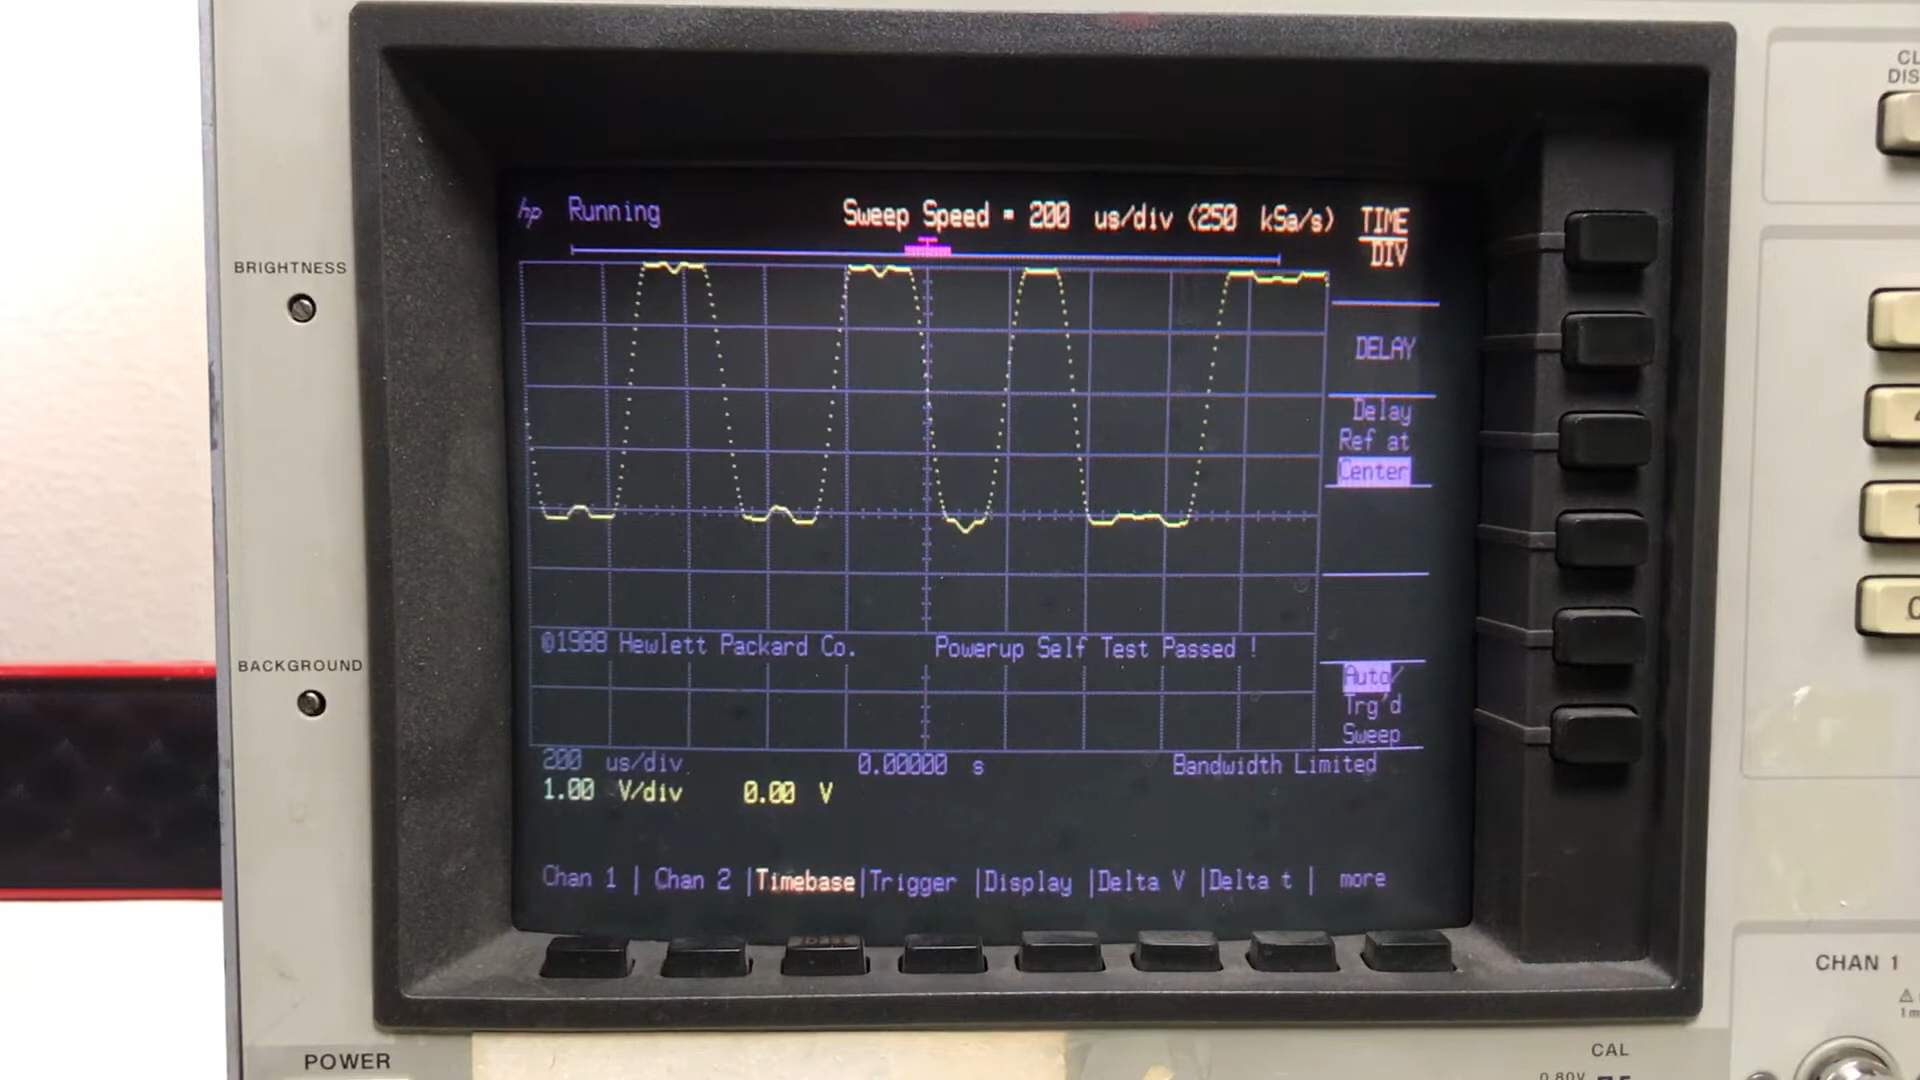 CL
DIS
hp Running Sweep Speed = 200 us/div (250 kSa/s) TIME
DIV
BRIGHTNESS
DELAY
Delay
Ref at
Center
©1988 Hewlett Packard Co. Powerup Self Test Passed !
BACKGROUND
Auto/
Trg'd
Sweep
200 us/div 0.00000 s Bandwidth Limited
1.00 V/div 0.00 V
Chan 1 | Chan 2 |Timebase|Trigger |Display |Delta V |Delta t | more
CHAN 1
POWER
CAL